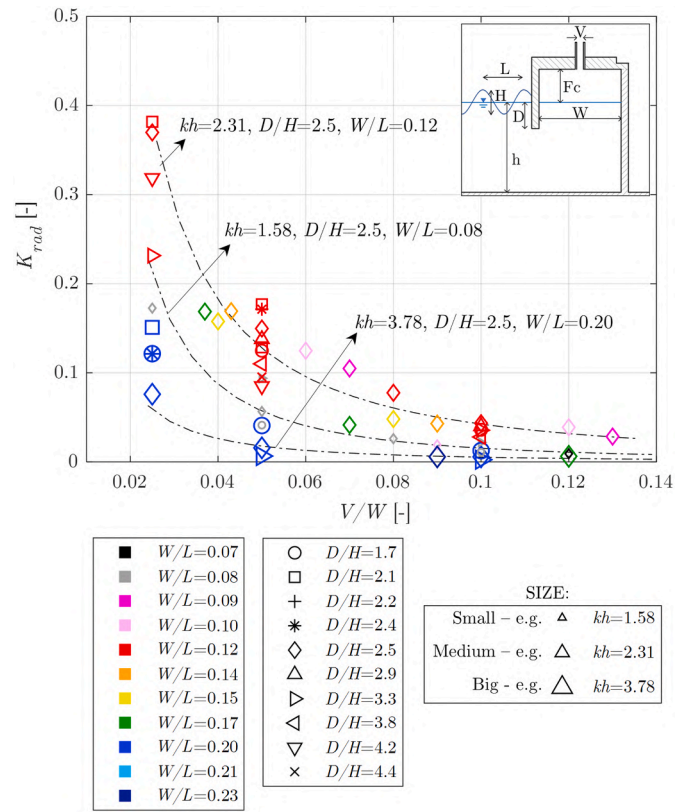 0.5
0.4
0.3
0.2
0.1
0
K_rad [-]
0.02
0.04
0.06
0.08
0.1
0.12
0.14
V/W [-]
kh=2.31, D/H=2.5, W/L=0.12
kh=1.58, D/H=2.5, W/L=0.08
kh=3.78, D/H=2.5, W/L=0.20
V
L
H
Fc
D
W
h
W/L=0.07
W/L=0.08
W/L=0.09
W/L=0.10
W/L=0.12
W/L=0.14
W/L=0.15
W/L=0.17
W/L=0.20
W/L=0.21
W/L=0.23
D/H=1.7
D/H=2.1
D/H=2.2
D/H=2.4
D/H=2.5
D/H=2.9
D/H=3.3
D/H=3.8
D/H=4.2
D/H=4.4
SIZE:
Small – e.g. kh=1.58
Medium – e.g. kh=2.31
Big - e.g. kh=3.78